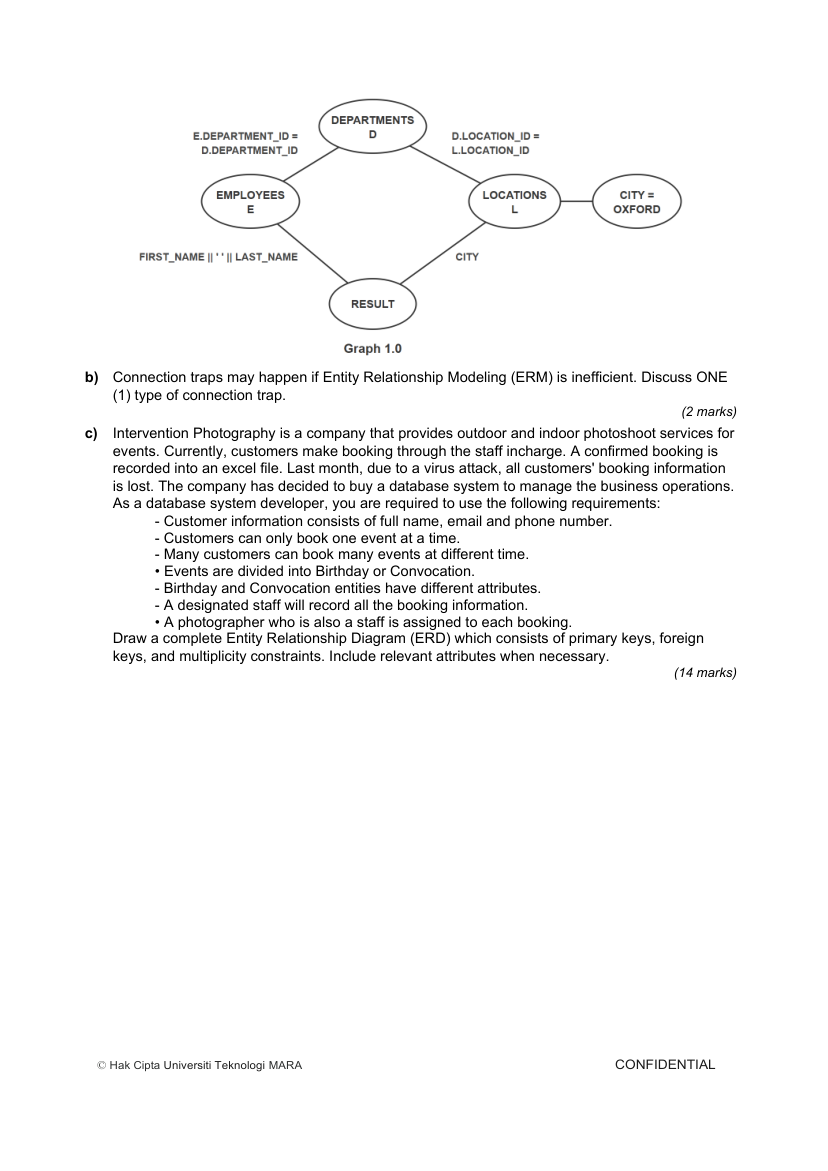 DEPARTMENTS
D
E.DEPARTMENT_ID =
D.DEPARTMENT_ID
D.LOCATION_ID =
L.LOCATION_ID
EMPLOYEES
E
LOCATIONS
L
CITY =
OXFORD
FIRST_NAME || ' ' || LAST_NAME
CITY
RESULT
Graph 1.0
b) Connection traps may happen if Entity Relationship Modeling (ERM) is inefficient. Discuss ONE
(1) type of connection trap.
(2 marks)
c) Intervention Photography is a company that provides outdoor and indoor photoshoot services for
events. Currently, customers make booking through the staff incharge. A confirmed booking is
recorded into an excel file. Last month, due to a virus attack, all customers' booking information
is lost. The company has decided to buy a database system to manage the business operations.
As a database system developer, you are required to use the following requirements:
- Customer information consists of full name, email and phone number.
- Customers can only book one event at a time.
- Many customers can book many events at different time.
• Events are divided into Birthday or Convocation.
- Birthday and Convocation entities have different attributes.
- A designated staff will record all the booking information.
• A photographer who is also a staff is assigned to each booking.
Draw a complete Entity Relationship Diagram (ERD) which consists of primary keys, foreign
keys, and multiplicity constraints. Include relevant attributes when necessary.
(14 marks)
© Hak Cipta Universiti Teknologi MARA CONFIDENTIAL